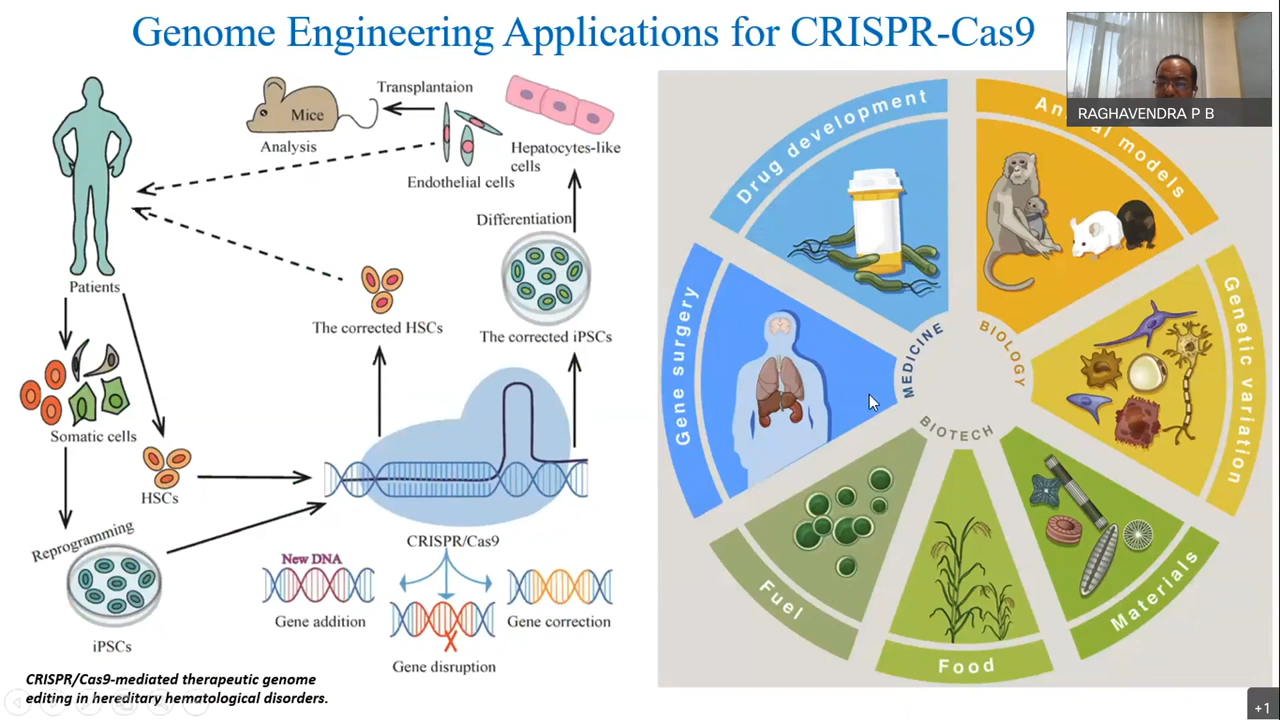 Genome Engineering Applications for CRISPR-Cas9
RAGHAVENDRA P B
Transplantaion
Mice
Analysis
Hepatocytes-like
cells
Endothelial cells
Differentiation
Patients
The corrected HSCs
The corrected iPSCs
Somatic cells
HSCs
Reprogramming
iPSCs
CRISPR/Cas9
New DNA
Gene addition
Gene correction
Gene disruption
CRISPR/Cas9-mediated therapeutic genome
editing in hereditary hematological disorders.
Drug development
models
Gene surgery
Genetic variation
MEDICINE
BIOLOGY
BIOTECH
Fuel
Food
Materials
+1